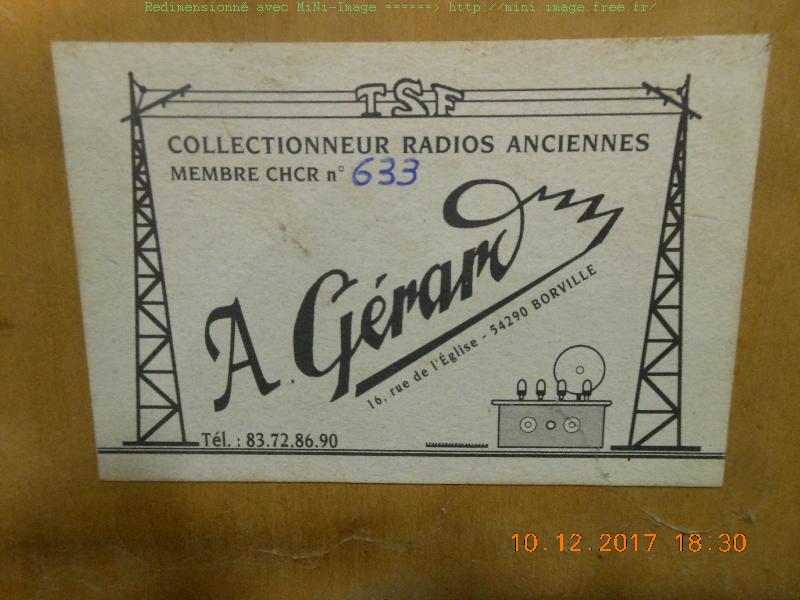 Redimensionné avec MiNi-Image ======> http://mini.image.free.fr/
TSF
COLLECTIONNEUR RADIOS ANCIENNES
MEMBRE CHCR n° 633
A. Gérard
16, rue de l'Église - 54290 BORVILLE
Tél. : 83.72.86.90
10.12.2017 18:30